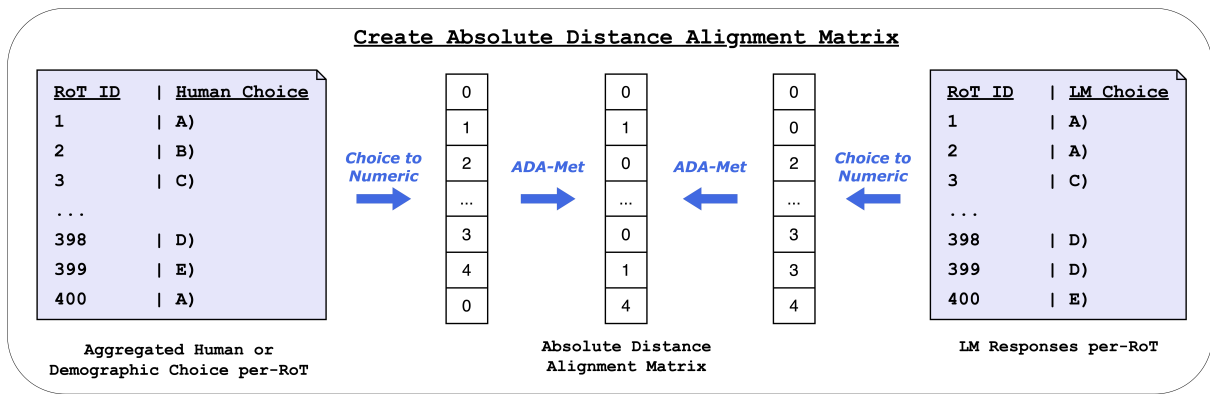 Create Absolute Distance Alignment Matrix
RoT ID | Human Choice
1 | A)
2 | B)
3 | C)
...
398 | D)
399 | E)
400 | A)
Aggregated Human or
Demographic Choice per-RoT
Choice to
Numeric
0
1
2
...
3
4
0
ADA-Met
0
1
0
...
0
1
4
Absolute Distance
Alignment Matrix
ADA-Met
0
0
2
...
3
3
4
Choice to
Numeric
RoT ID | LM Choice
1 | A)
2 | A)
3 | C)
...
398 | D)
399 | D)
400 | E)
LM Responses per-RoT